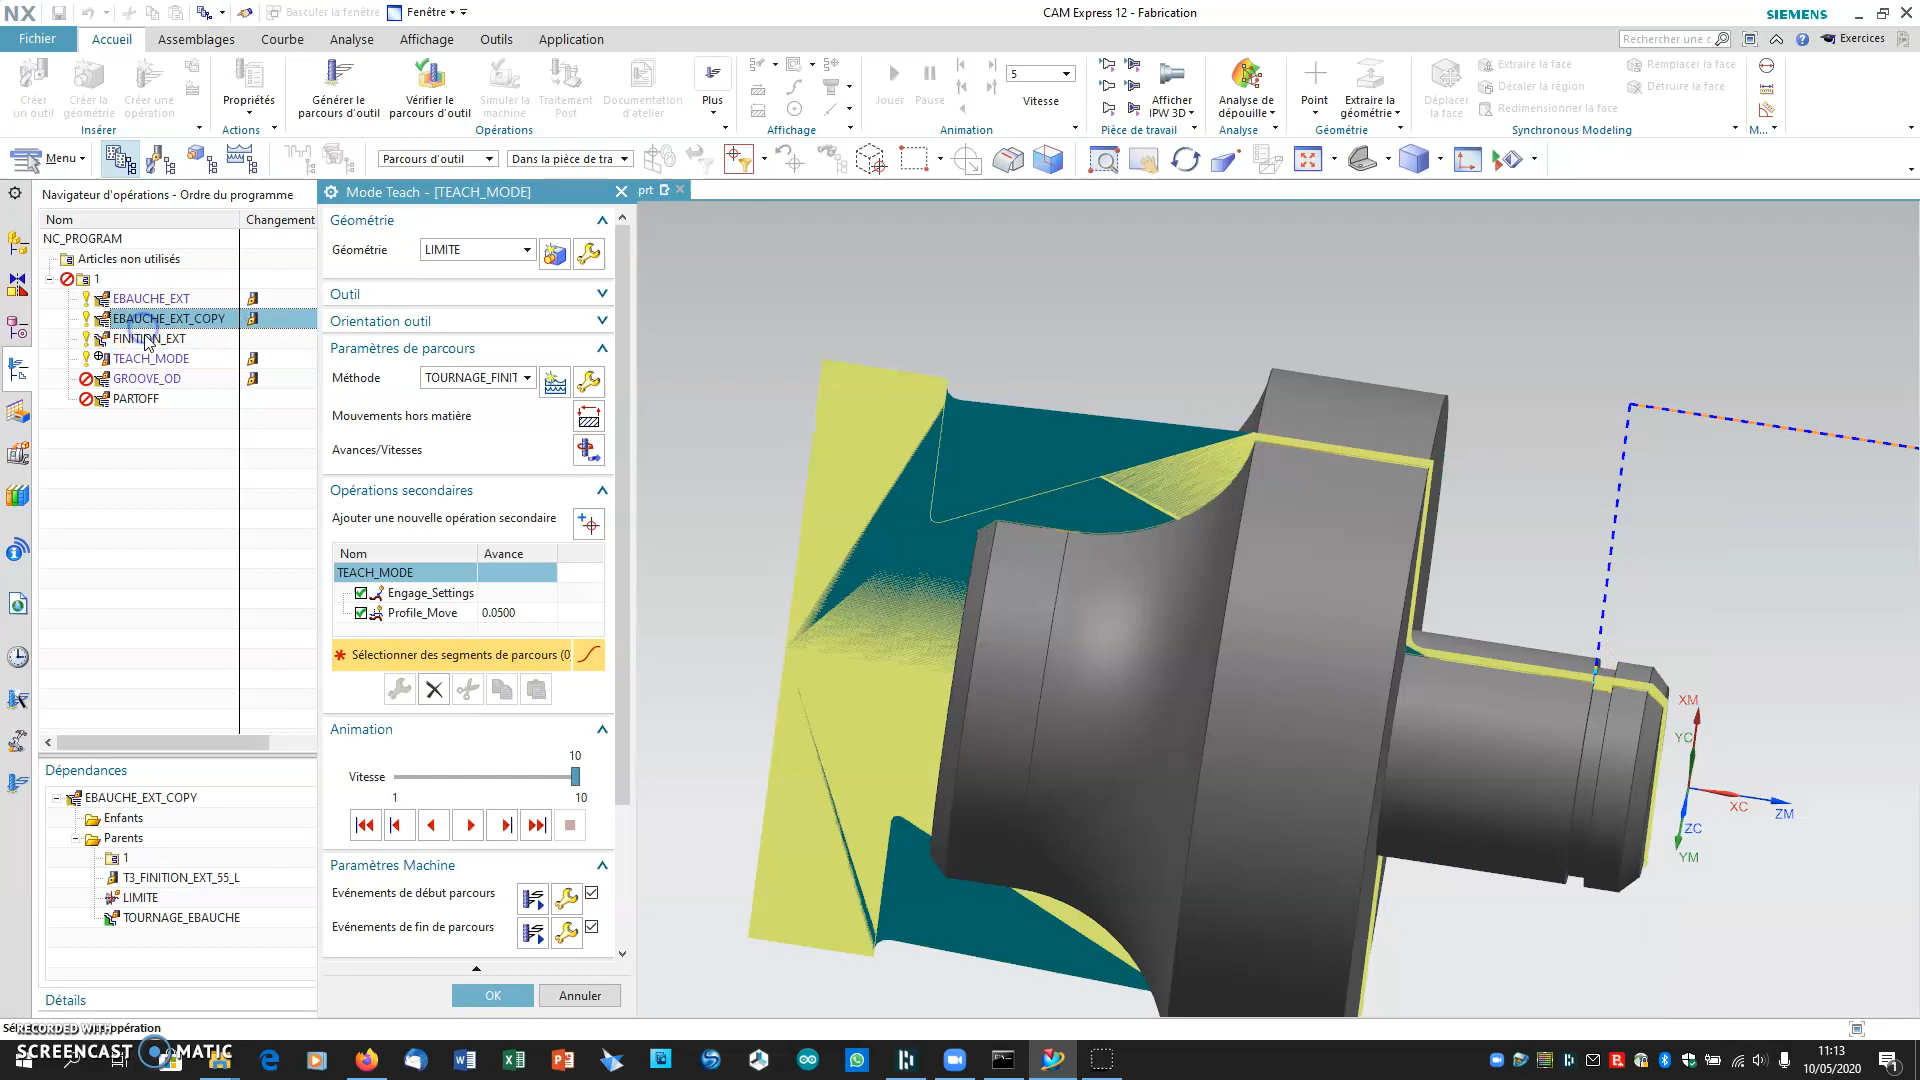 NX
Basculer la fenêtre
Fenêtre
CAM Express 12 - Fabrication
SIEMENS
Fichier
Accueil
Assemblages
Courbe
Analyse
Affichage
Outils
Application
Rechercher une c
Exercices
Créer
un outil
Créer la
géométrie
Créer une
opération
Insérer
Propriétés
Actions
Générer le
parcours d'outil
Vérifier le
parcours d'outil
Simuler la
machine
Traitement
Post
Documentation
d'atelier
Plus
Opérations
Affichage
Jouer
Pause
5
Vitesse
Animation
Afficher
IPW 3D
Pièce de travail
Analyse de
dépouille
Analyse
Point
Extraire la
géométrie
Géométrie
Déplacer
la face
Extraire la face
Décaler la région
Redimensionner la face
Remplacer la face
Détruire la face
Synchronous Modeling
M...
Menu
Parcours d'outil
Dans la pièce de tra
Navigateur d'opérations - Ordre du programme
Nom
Changement
NC_PROGRAM
Articles non utilisés
1
EBAUCHE_EXT
EBAUCHE_EXT_COPY
FINITION_EXT
TEACH_MODE
GROOVE_OD
PARTOFF
Dépendances
EBAUCHE_EXT_COPY
Enfants
Parents
1
T3_FINITION_EXT_55_L
LIMITE
TOURNAGE_EBAUCHE
Détails
Mode Teach - [TEACH_MODE]
prt
Géométrie
Géométrie
LIMITE
Outil
Orientation outil
Paramètres de parcours
Méthode
TOURNAGE_FINIT
Mouvements hors matière
Avances/Vitesses
Opérations secondaires
Ajouter une nouvelle opération secondaire
Nom
Avance
TEACH_MODE
Engage_Settings
Profile_Move
0.0500
* Sélectionner des segments de parcours (0
Animation
10
Vitesse
1
10
Paramètres Machine
Evénements de début parcours
Evénements de fin de parcours
OK
Annuler
XM
YC
XC
ZM
ZC
YM
RECORDED WITH
SCREENCAST
MATIC
11:13
10/05/2020
1